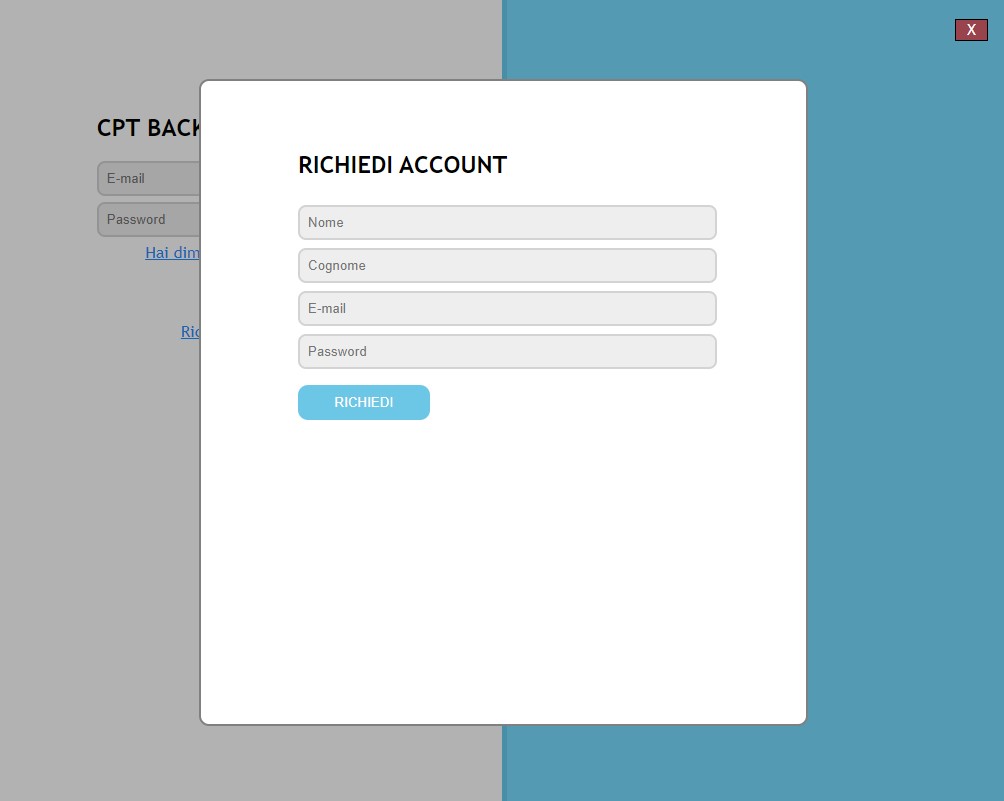 X
CPT BACK
E-mail
Password
Hai dim
Ric
RICHIEDI ACCOUNT
Nome
Cognome
E-mail
Password
RICHIEDI